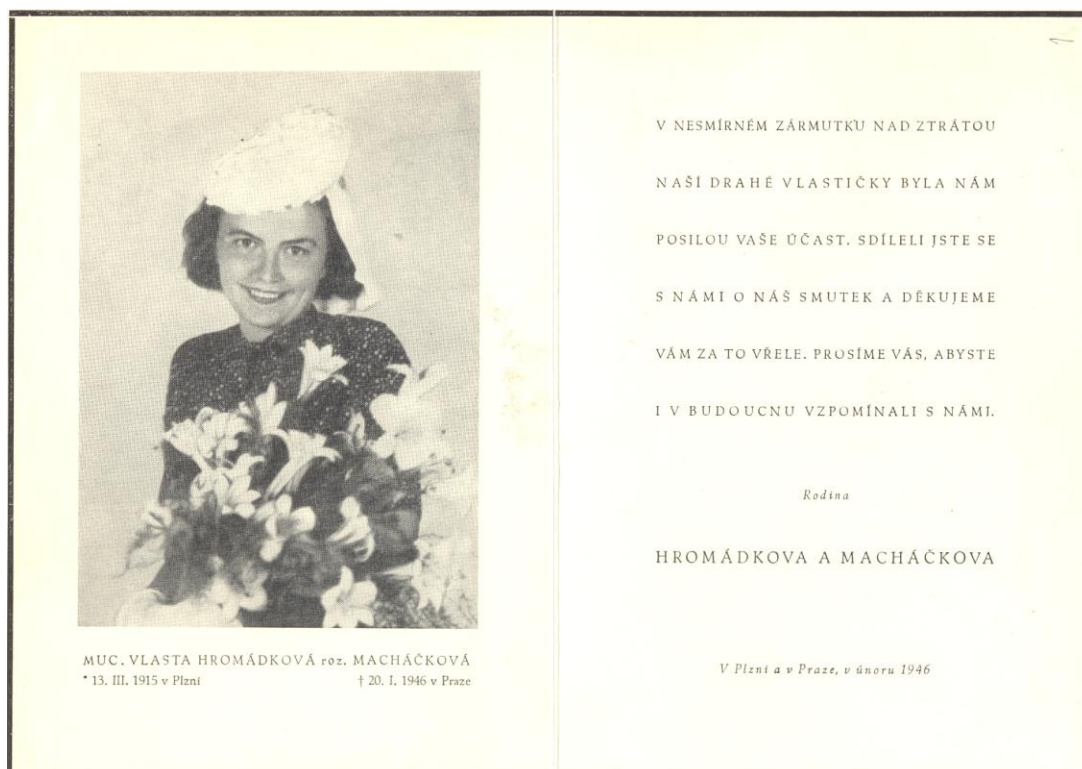 MUC. VLASTA HROMÁDKOVÁ roz. MACHÁČKOVÁ
* 13. III. 1915 v Plzni † 20. I. 1946 v Praze
V NESMÍRNÉM ZÁRMUTKU NAD ZTRÁTOU
NAŠÍ DRAHÉ VLASTIČKY BYLA NÁM
POSILOU VAŠE ÚČAST. SDÍLELI JSTE SE
S NÁMI O NÁŠ SMUTEK A DĚKUJEME
VÁM ZA TO VŘELE. PROSÍME VÁS, ABYSTE
I V BUDOUCNU VZPOMÍNALI S NÁMI.
Rodina
HROMÁDKOVA A MACHÁČKOVA
V Plzni a v Praze, v únoru 1946